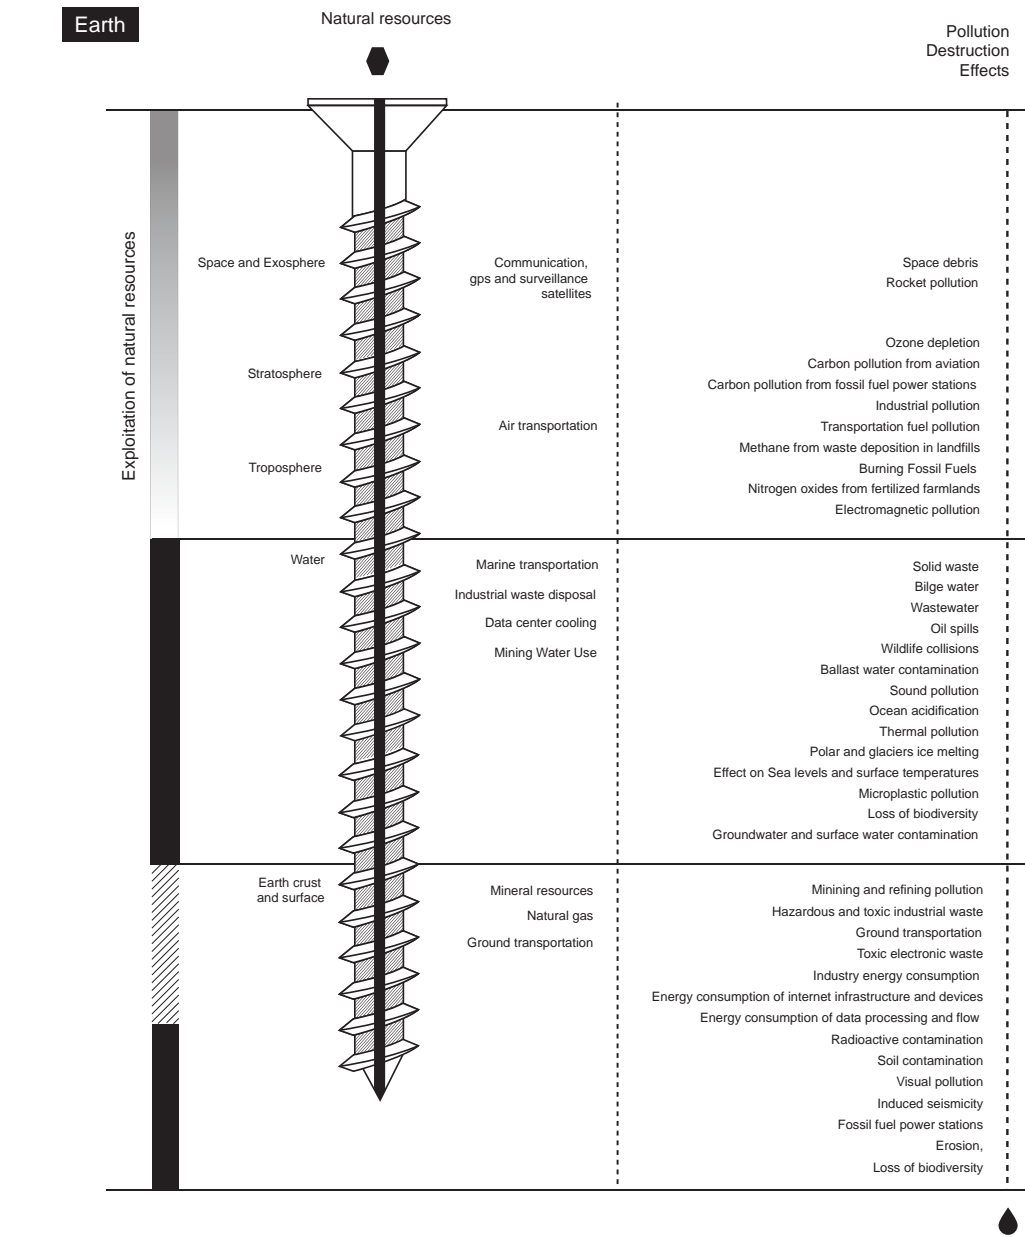 Earth
Natural resources
Pollution
Destruction
Effects
Exploitation of natural resources
Space and Exosphere
Communication,
gps and surveillance
satellites
Space debris
Rocket pollution
Stratosphere
Air transportation
Troposphere
Ozone depletion
Carbon pollution from aviation
Carbon pollution from fossil fuel power stations
Industrial pollution
Transportation fuel pollution
Methane from waste deposition in landfills
Burning Fossil Fuels
Nitrogen oxides from fertilized farmlands
Electromagnetic pollution
Water
Marine transportation
Industrial waste disposal
Data center cooling
Mining Water Use
Solid waste
Bilge water
Wastewater
Oil spills
Wildlife collisions
Ballast water contamination
Sound pollution
Ocean acidification
Thermal pollution
Polar and glaciers ice melting
Effect on Sea levels and surface temperatures
Microplastic pollution
Loss of biodiversity
Groundwater and surface water contamination
Earth crust
and surface
Mineral resources
Natural gas
Ground transportation
Minining and refining pollution
Hazardous and toxic industrial waste
Ground transportation
Toxic electronic waste
Industry energy consumption
Energy consumption of internet infrastructure and devices
Energy consumption of data processing and flow
Radioactive contamination
Soil contamination
Visual pollution
Induced seismicity
Fossil fuel power stations
Erosion,
Loss of biodiversity